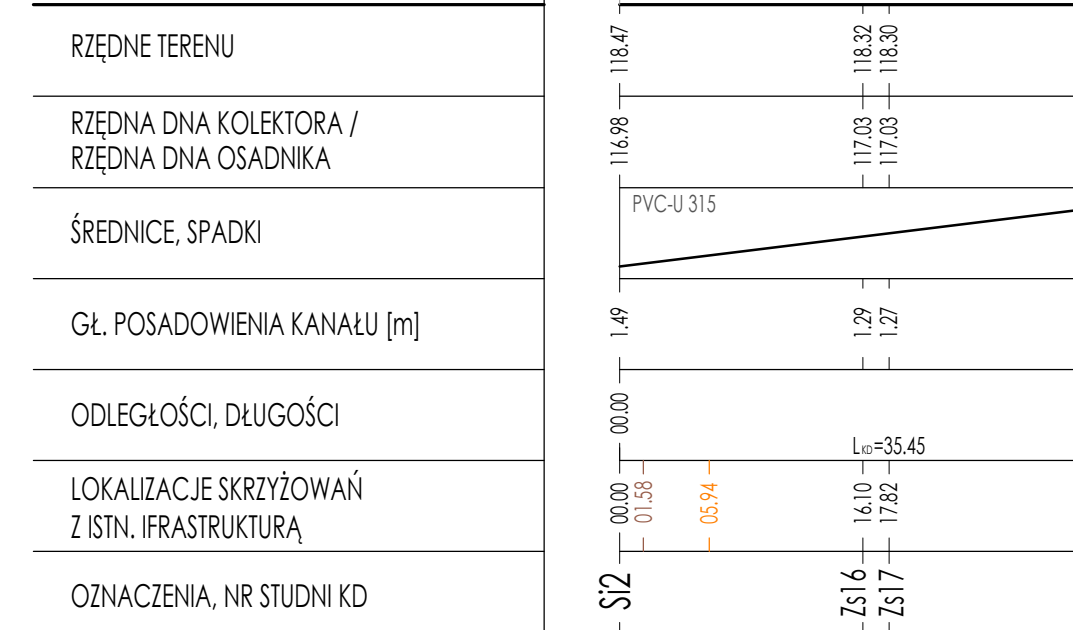 RZĘDNE TERENU
118.47
118.32
118.30
RZĘDNA DNA KOLEKTORA /
RZĘDNA DNA OSADNIKA
116.98
117.03
117.03
ŚREDNICE, SPADKI
PVC-U 315
GŁ. POSADOWIENIA KANAŁU [m]
1.49
1.29
1.27
ODLEGŁOŚCI, DŁUGOŚCI
00.00
LKD=35.45
LOKALIZACJE SKRZYŻOWAŃ
Z ISTN. IFRASTRUKTURĄ
00.00
01.58
05.94
16.10
17.82
OZNACZENIA, NR STUDNI KD
Si2
Zs16
Zs17